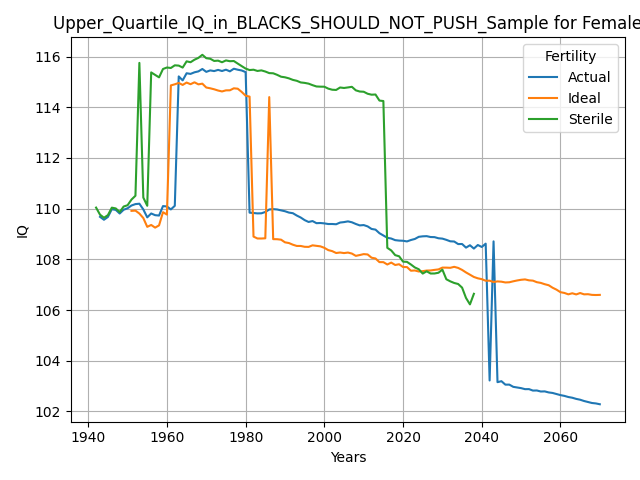 Upper_Quartile_IQ_in_BLACKS_SHOULD_NOT_PUSH_Sample for Female
116
114
112
110
108
106
104
102
IQ
Fertility
Actual
Ideal
Sterile
1940 1960 1980 2000 2020 2040 2060
Years